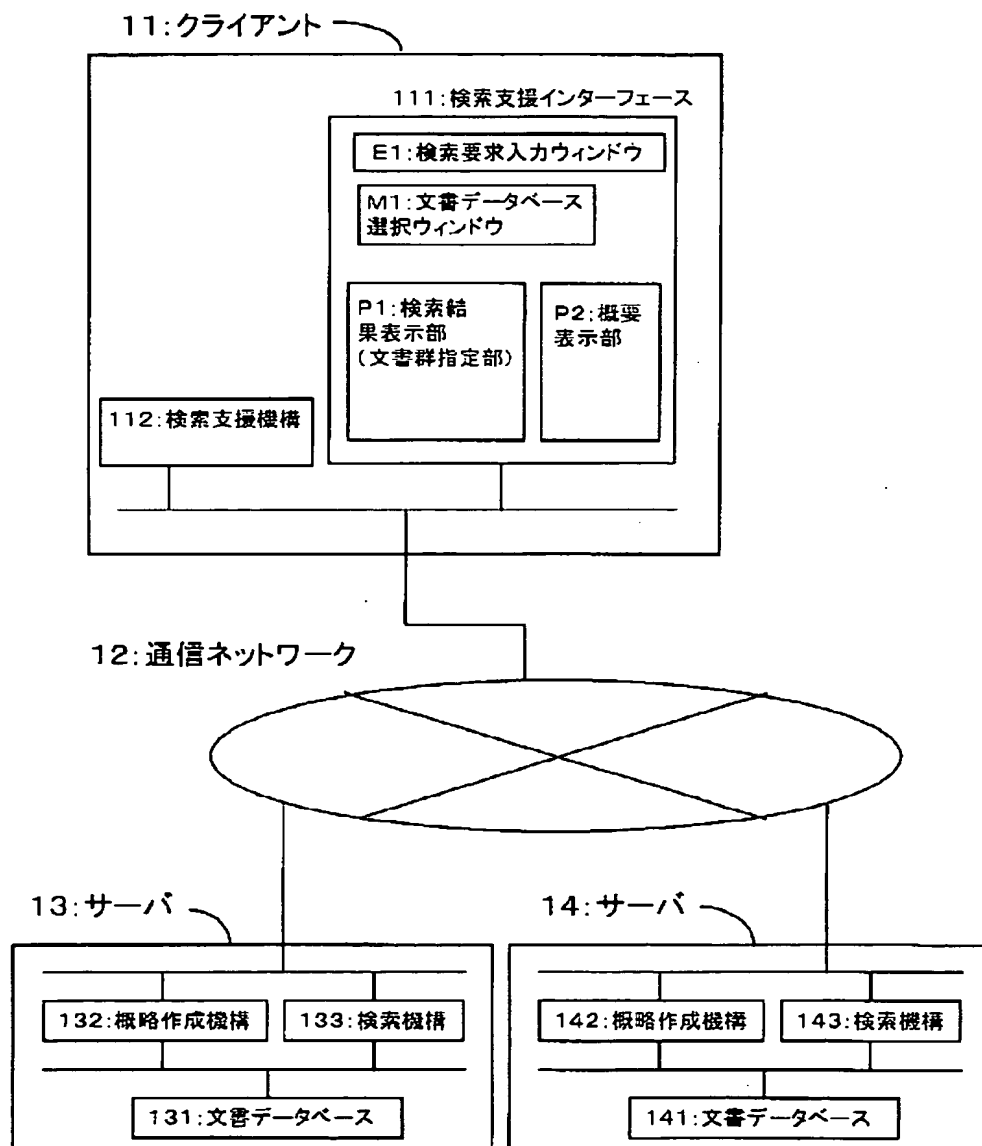 11:クライアント
111:検索支援インターフェース
E1:検索要求入力ウィンドウ
M1:文書データベース
選択ウィンドウ
P1:検索結
果表示部
(文書群指定部)
P2:概要
表示部
112:検索支援機構
12:通信ネットワーク
13:サーバ
14:サーバ
132:概略作成機構
133:検索機構
142:概略作成機構
143:検索機構
131:文書データベース
141:文書データベース